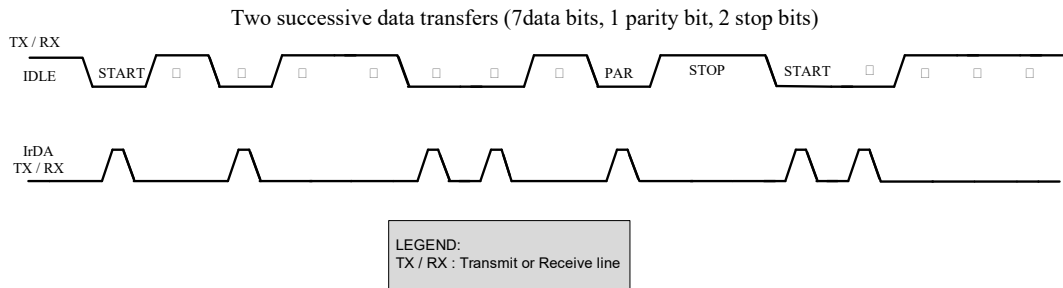 Two successive data transfers (7data bits, 1 parity bit, 2 stop bits)
TX / RX
IDLE
START
PAR
STOP
START
IrDA
TX / RX
LEGEND:
TX / RX : Transmit or Receive line